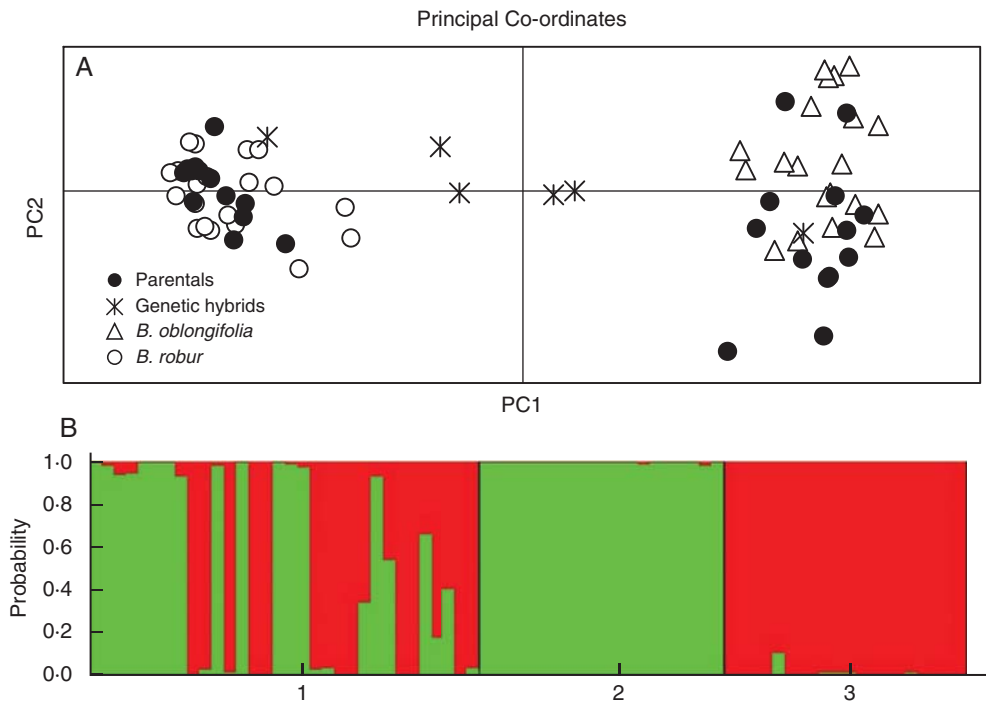 Principal Co-ordinates
A
PC2
Parentals
Genetic hybrids
B. oblongifolia
B. robur
PC1
B
Probability
1·0
0·8
0·6
0·4
0·2
0·0
1
2
3